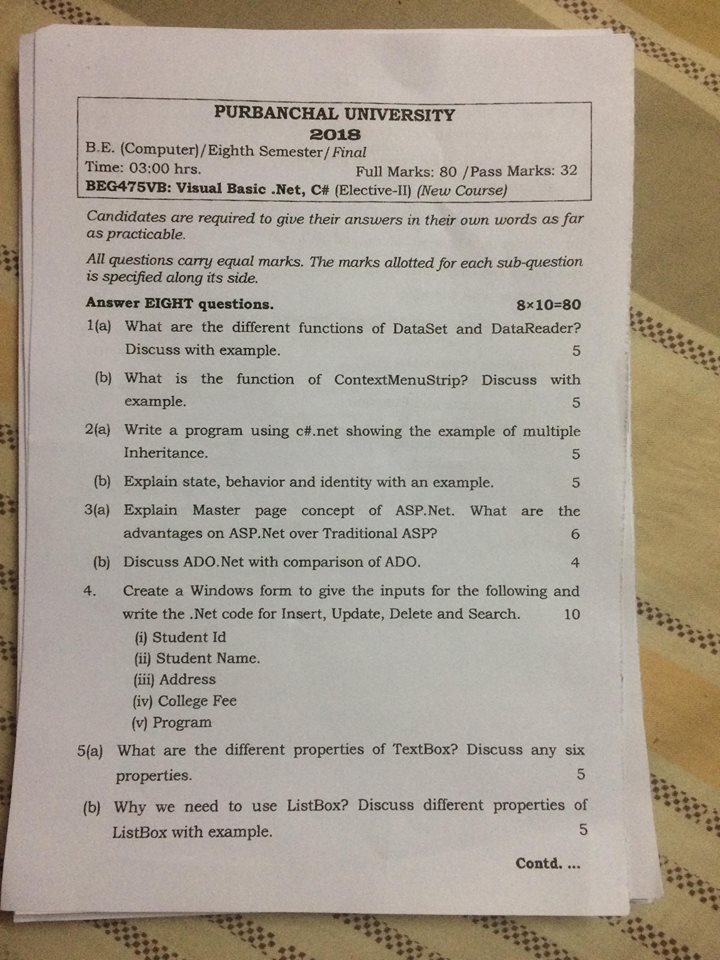 PURBANCHAL UNIVERSITY
2018
B.E. (Computer)/Eighth Semester/Final
Time: 03:00 hrs. Full Marks: 80 /Pass Marks: 32
BEG475VB: Visual Basic .Net, C# (Elective-II) (New Course)
Candidates are required to give their answers in their own words as far
as practicable.
All questions carry equal marks. The marks allotted for each sub-question
is specified along its side.
Answer EIGHT questions. 8×10=80
1(a) What are the different functions of DataSet and DataReader?
Discuss with example. 5
(b) What is the function of ContextMenuStrip? Discuss with
example. 5
2(a) Write a program using c#.net showing the example of multiple
Inheritance. 5
(b) Explain state, behavior and identity with an example. 5
3(a) Explain Master page concept of ASP.Net. What are the
advantages on ASP.Net over Traditional ASP? 6
(b) Discuss ADO.Net with comparison of ADO. 4
4. Create a Windows form to give the inputs for the following and
write the .Net code for Insert, Update, Delete and Search. 10
(i) Student Id
(ii) Student Name.
(iii) Address
(iv) College Fee
(v) Program
5(a) What are the different properties of TextBox? Discuss any six
properties. 5
(b) Why we need to use ListBox? Discuss different properties of
ListBox with example. 5
Contd. ...